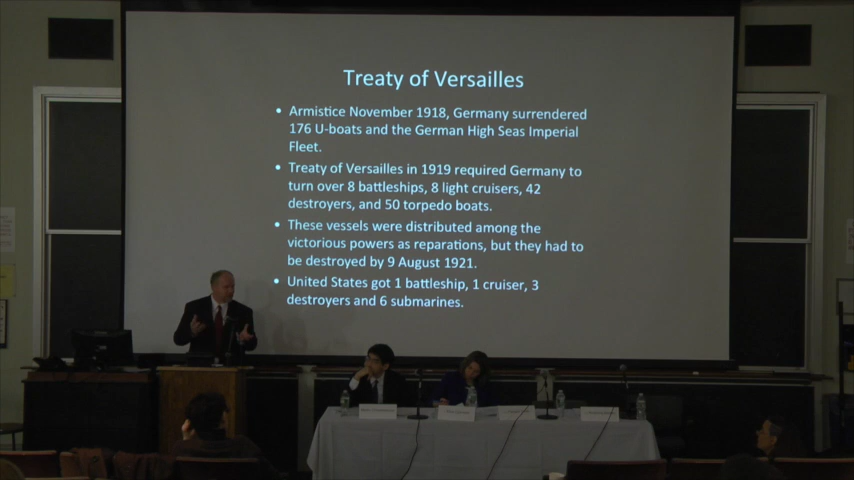 Treaty of Versailles
• Armistice November 1918, Germany surrendered
176 U-boats and the German High Seas Imperial
Fleet.
• Treaty of Versailles in 1919 required Germany to
turn over 8 battleships, 8 light cruisers, 42
destroyers, and 50 torpedo boats.
• These vessels were distributed among the
victorious powers as reparations, but they had to
be destroyed by 9 August 1921.
• United States got 1 battleship, 1 cruiser, 3
destroyers and 6 submarines.